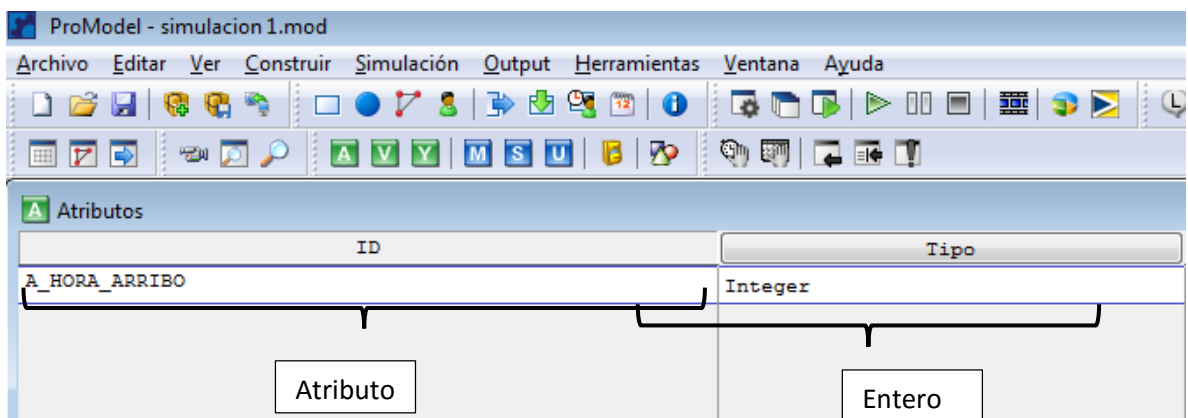 ProModel - simulacion 1.mod
Archivo Editar Ver Construir Simulación Output Herramientas Ventana Ayuda
A V Y M S U
A Atributos
ID Tipo
A_HORA_ARRIBO Integer
Atributo Entero